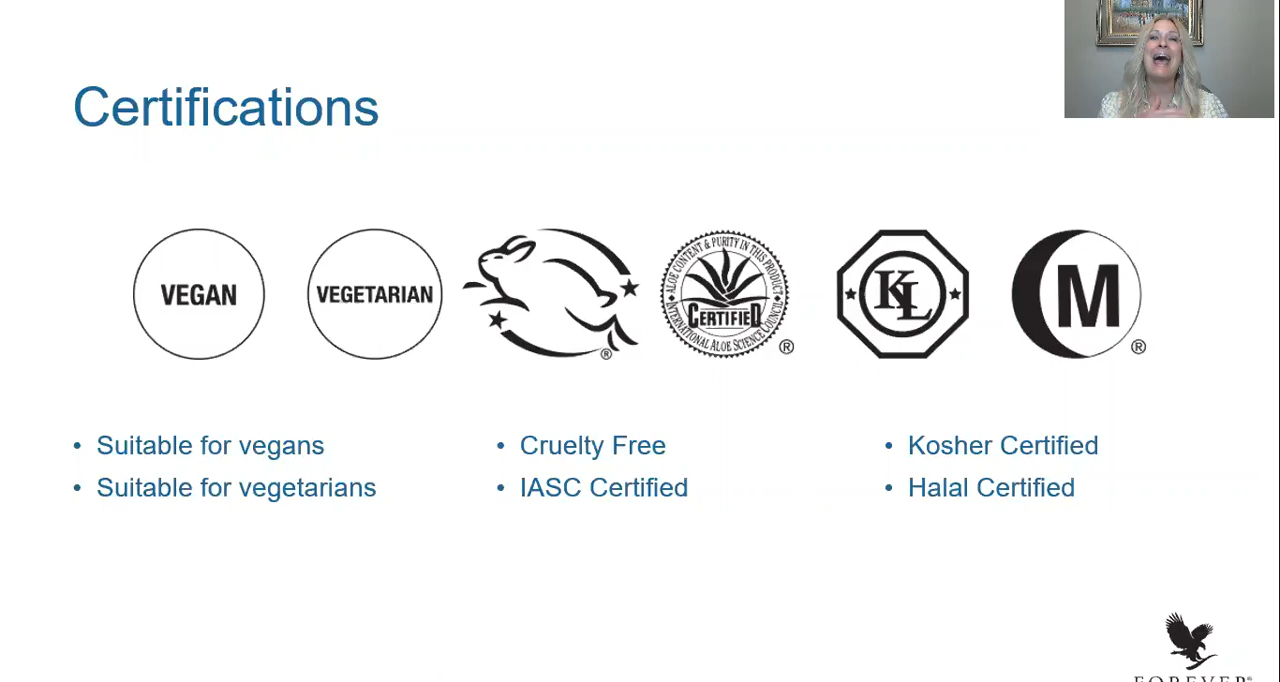 Certifications
VEGAN
VEGETARIAN
®
ALOE CONTENT & PURITY IN THIS PRODUCT
CERTIFIED
INTERNATIONAL ALOE SCIENCE COUNCIL
®
KL
M
®
• Suitable for vegans
• Suitable for vegetarians
• Cruelty Free
• IASC Certified
• Kosher Certified
• Halal Certified
FOREVER®